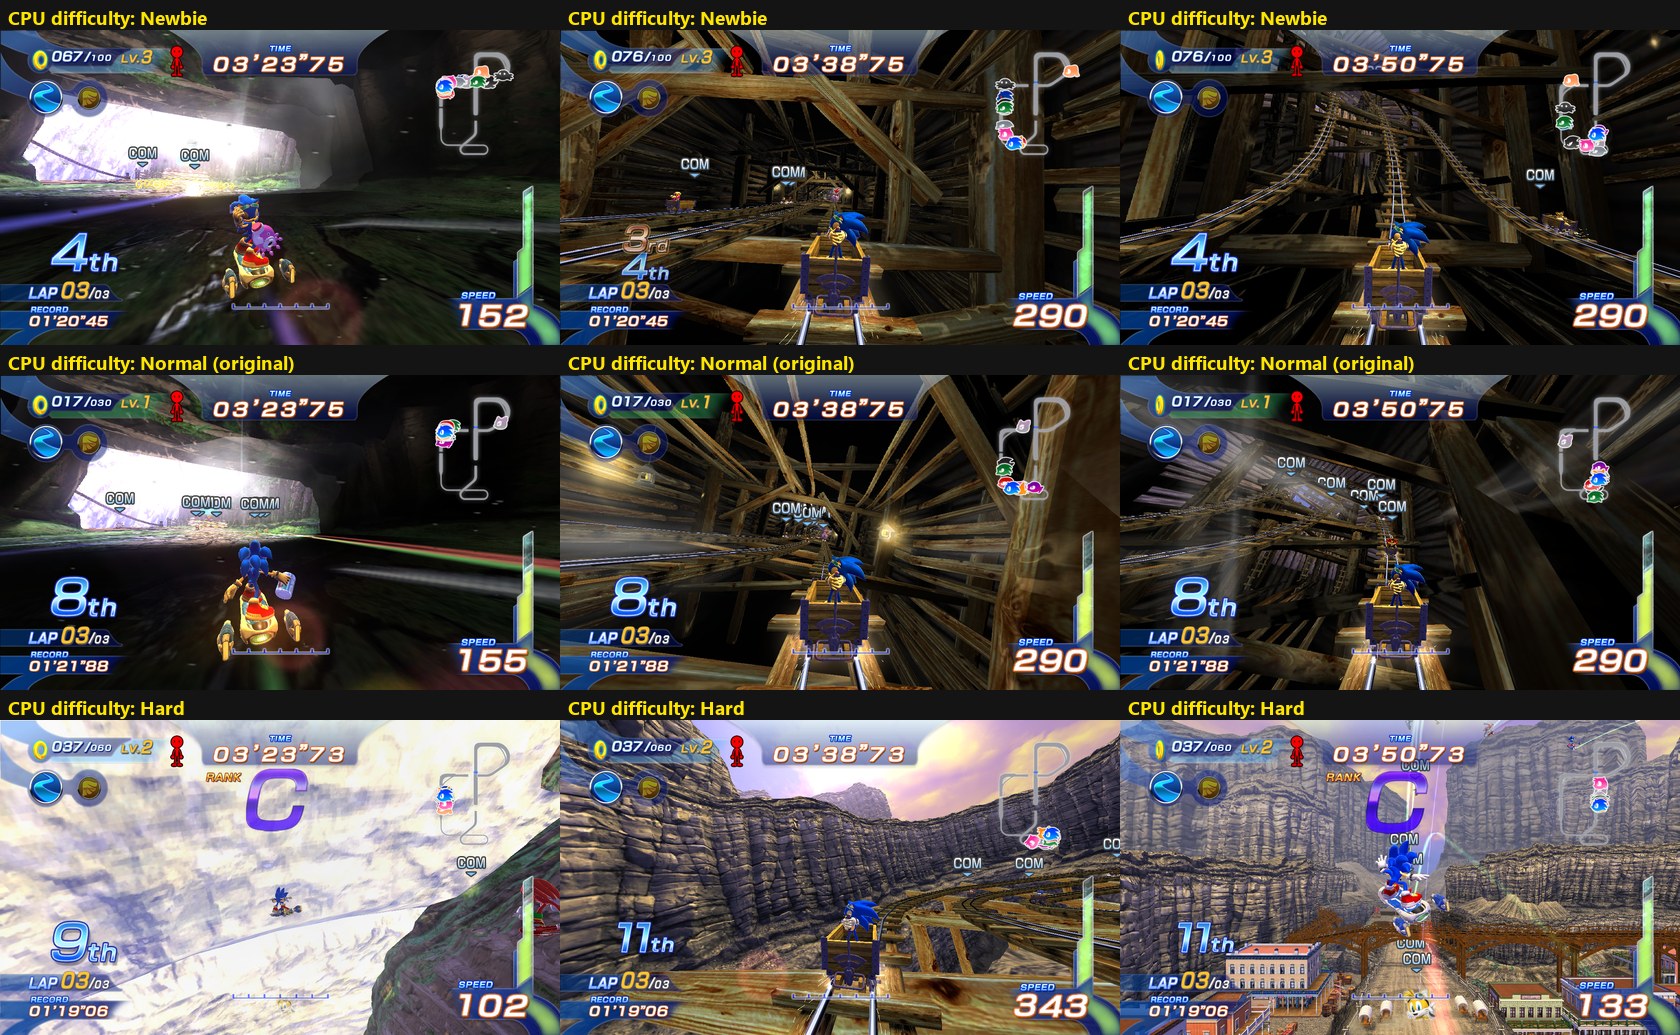 CPU difficulty: Newbie
067/100 Lv.3
TIME
03'23"75
COM COM
4th
LAP 03/03
RECORD
01'20"45
SPEED
152
CPU difficulty: Newbie
076/100 Lv.3
TIME
03'38"75
COM
COM
3rd
4th
LAP 03/03
RECORD
01'20"45
SPEED
290
CPU difficulty: Newbie
076/100 Lv.3
TIME
03'50"75
COM
4th
LAP 03/03
RECORD
01'20"45
SPEED
290
CPU difficulty: Normal (original)
017/030 Lv.1
TIME
03'23"75
COM
8th
LAP 03/03
RECORD
01'21"88
SPEED
155
CPU difficulty: Normal (original)
017/030 Lv.1
TIME
03'38"75
COM
8th
LAP 03/03
RECORD
01'21"88
SPEED
290
CPU difficulty: Normal (original)
017/030 Lv.1
TIME
03'50"75
COM
COM
COM
COM
COM
8th
LAP 03/03
RECORD
01'21"88
SPEED
290
CPU difficulty: Hard
037/060 Lv.2
TIME
03'23"73
RANK
C
COM
9th
LAP 03/03
RECORD
01'19"06
SPEED
102
CPU difficulty: Hard
037/060 Lv.2
TIME
03'38"73
COM COM
11th
LAP 03/03
RECORD
01'19"06
SPEED
343
CPU difficulty: Hard
037/060 Lv.2
TIME
03'50"73
COM
RANK
C
COM
COM
COM
11th
LAP 03/03
RECORD
01'19"06
SPEED
133